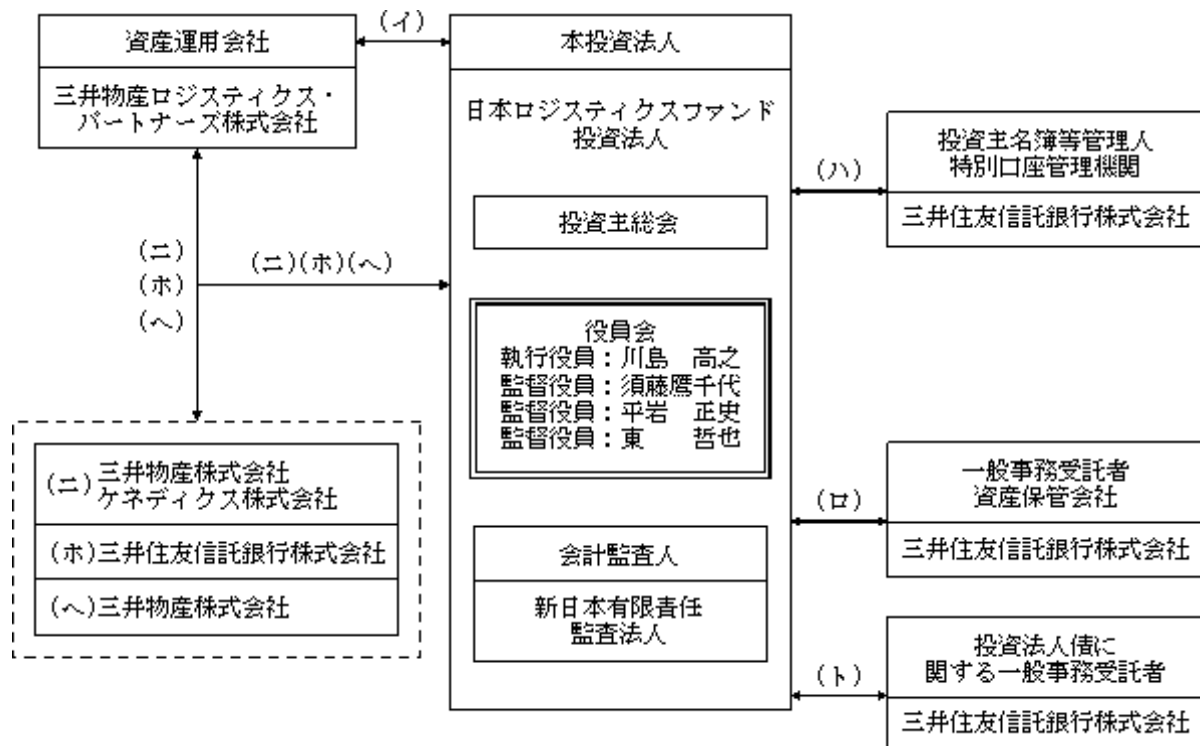 資産運用会社
三井物産ロジスティクス・
パートナーズ株式会社
(イ)
本投資法人
日本ロジスティクスファンド
投資法人
投資主総会
役員会
執行役員:川島 高之
監督役員:須藤鷹千代
監督役員:平岩 正史
監督役員:東 哲也
会計監査人
新日本有限責任
監査法人
(ニ)
(ホ)
(ヘ)
(ニ)(ホ)(ヘ)
(ニ)三井物産株式会社
ケネディクス株式会社
(ホ)三井住友信託銀行株式会社
(ヘ)三井物産株式会社
(ハ)
投資主名簿等管理人
特別口座管理機関
三井住友信託銀行株式会社
(ロ)
一般事務受託者
資産保管会社
三井住友信託銀行株式会社
(ト)
投資法人債に
関する一般事務受託者
三井住友信託銀行株式会社